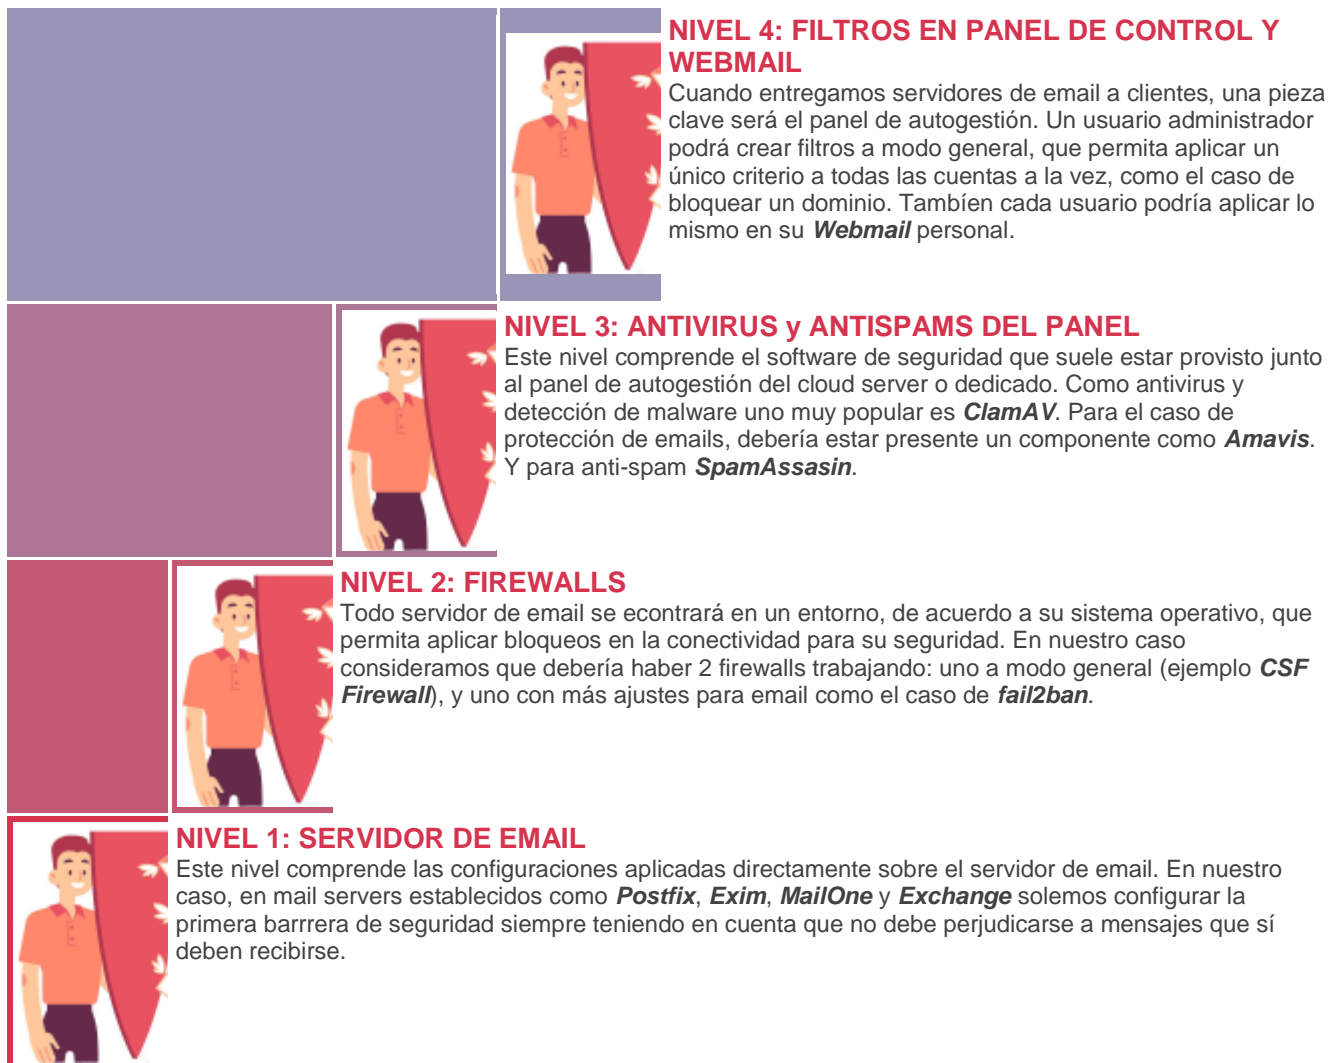 NIVEL 4: FILTROS EN PANEL DE CONTROL Y
WEBMAIL
Cuando entregamos servidores de email a clientes, una pieza
clave será el panel de autogestión. Un usuario administrador
podrá crear filtros a modo general, que permita aplicar un
único criterio a todas las cuentas a la vez, como el caso de
bloquear un dominio. Tambíen cada usuario podría aplicar lo
mismo en su Webmail personal.
NIVEL 3: ANTIVIRUS y ANTISPAMS DEL PANEL
Este nivel comprende el software de seguridad que suele estar provisto junto
al panel de autogestión del cloud server o dedicado. Como antivirus y
detección de malware uno muy popular es ClamAV. Para el caso de
protección de emails, debería estar presente un componente como Amavis.
Y para anti-spam SpamAssasin.
NIVEL 2: FIREWALLS
Todo servidor de email se econtrará en un entorno, de acuerdo a su sistema operativo, que
permita aplicar bloqueos en la conectividad para su seguridad. En nuestro caso
consideramos que debería haber 2 firewalls trabajando: uno a modo general (ejemplo CSF
Firewall), y uno con más ajustes para email como el caso de fail2ban.
NIVEL 1: SERVIDOR DE EMAIL
Este nivel comprende las configuraciones aplicadas directamente sobre el servidor de email. En nuestro
caso, en mail servers establecidos como Postfix, Exim, MailOne y Exchange solemos configurar la
primera barrrera de seguridad siempre teniendo en cuenta que no debe perjudicarse a mensajes que sí
deben recibirse.